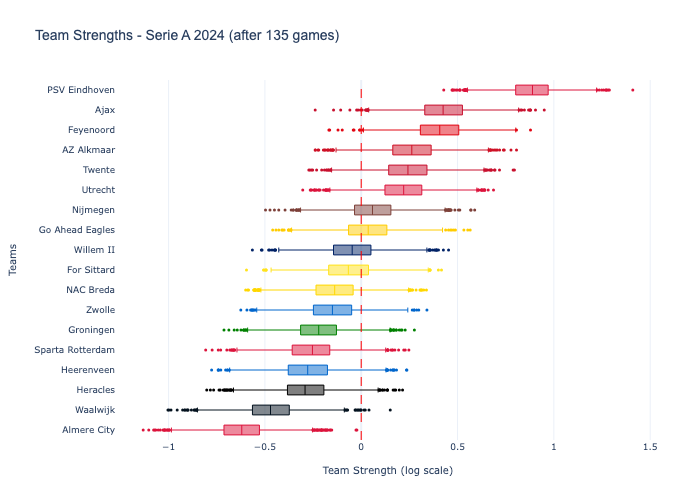 Team Strengths - Serie A 2024 (after 135 games)
PSV Eindhoven
Ajax
Feyenoord
AZ Alkmaar
Twente
Utrecht
Nijmegen
Go Ahead Eagles
Willem II
For Sittard
NAC Breda
Zwolle
Groningen
Sparta Rotterdam
Heerenveen
Heracles
Waalwijk
Almere City
Teams
−1 −0.5 0 0.5 1 1.5
Team Strength (log scale)